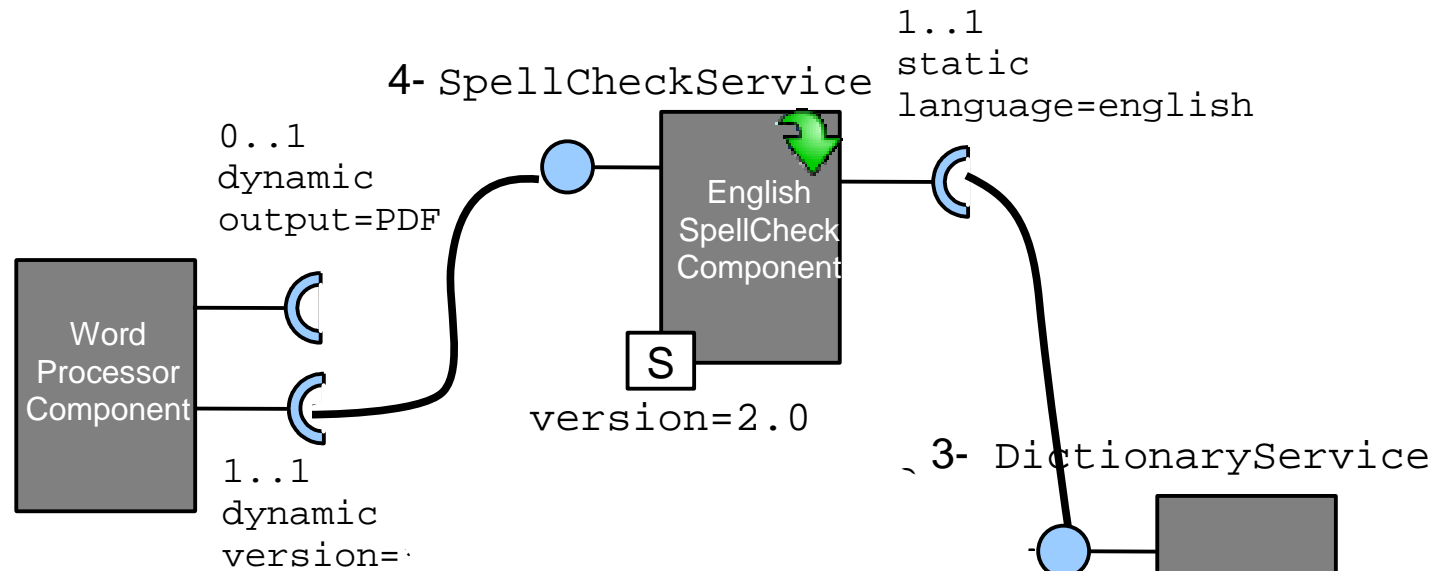 1..1
static
language=english
4- SpellCheckService
0..1
dynamic
output=PDF
English
SpellCheck
Component
Word
Processor
Component
S
version=2.0
3- DictionaryService
1..1
dynamic
version=